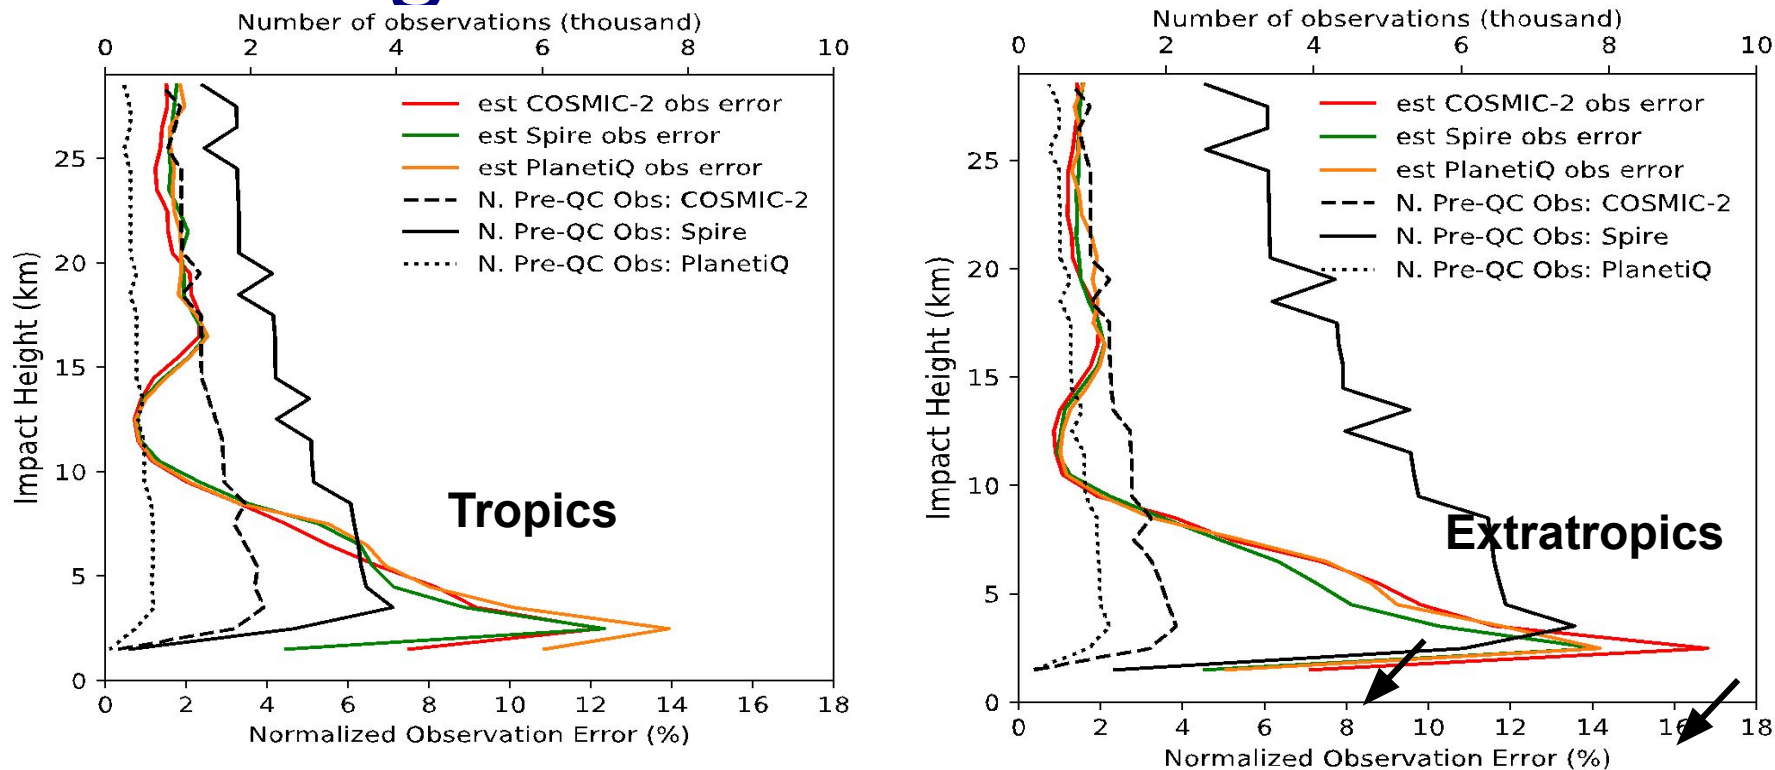 Number of observations (thousand)
0 2 4 6 8 10
est COSMIC-2 obs error
est Spire obs error
est PlanetiQ obs error
N. Pre-QC Obs: COSMIC-2
N. Pre-QC Obs: Spire
N. Pre-QC Obs: PlanetiQ
25
20
15
10
5
0
Impact Height (km)
Tropics
0 2 4 6 8 10 12 14 16 18
Normalized Observation Error (%)
Number of observations (thousand)
0 2 4 6 8 10
est COSMIC-2 obs error
est Spire obs error
est PlanetiQ obs error
N. Pre-QC Obs: COSMIC-2
N. Pre-QC Obs: Spire
N. Pre-QC Obs: PlanetiQ
25
20
15
10
5
0
Impact Height (km)
Extratropics
0 2 4 6 8 10 12 14 16 18
Normalized Observation Error (%)